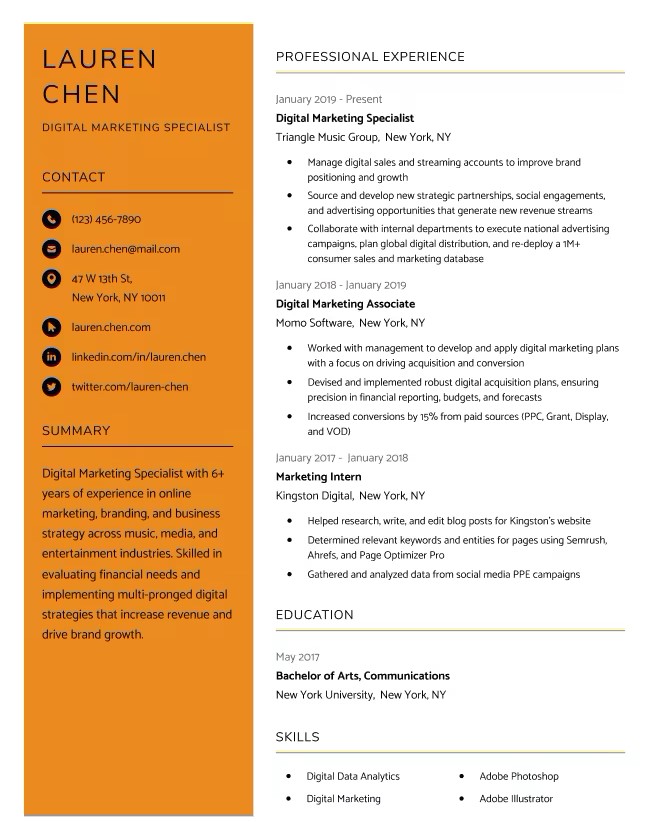 LAUREN
CHEN
DIGITAL MARKETING SPECIALIST
CONTACT
(123) 456-7890
lauren.chen@mail.com
47 W 13th St,
New York, NY 10011
lauren.chen.com
linkedin.com/in/lauren.chen
twitter.com/lauren-chen
SUMMARY
Digital Marketing Specialist with 6+
years of experience in online
marketing, branding, and business
strategy across music, media, and
entertainment industries. Skilled in
evaluating financial needs and
implementing multi-pronged digital
strategies that increase revenue and
drive brand growth.
PROFESSIONAL EXPERIENCE
January 2019 - Present
Digital Marketing Specialist
Triangle Music Group, New York, NY
• Manage digital sales and streaming accounts to improve brand
positioning and growth
• Source and develop new strategic partnerships, social engagements,
and advertising opportunities that generate new revenue streams
• Collaborate with internal departments to execute national advertising
campaigns, plan global digital distribution, and re-deploy a 1M+
consumer sales and marketing database
January 2018 - January 2019
Digital Marketing Associate
Momo Software, New York, NY
• Worked with management to develop and apply digital marketing plans
with a focus on driving acquisition and conversion
• Devised and implemented robust digital acquisition plans, ensuring
precision in financial reporting, budgets, and forecasts
• Increased conversions by 15% from paid sources (PPC, Grant, Display,
and VOD)
January 2017 - January 2018
Marketing Intern
Kingston Digital, New York, NY
• Helped research, write, and edit blog posts for Kingston's website
• Determined relevant keywords and entities for pages using Semrush,
Ahrefs, and Page Optimizer Pro
• Gathered and analyzed data from social media PPE campaigns
EDUCATION
May 2017
Bachelor of Arts, Communications
New York University, New York, NY
SKILLS
• Digital Data Analytics
• Digital Marketing
• Adobe Photoshop
• Adobe Illustrator